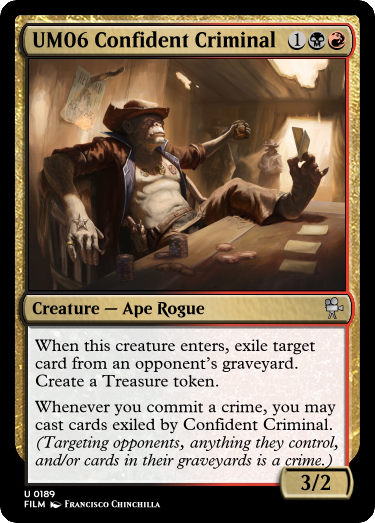 UM06 Confident Criminal 1
Creature — Ape Rogue
When this creature enters, exile target
card from an opponent's graveyard.
Create a Treasure token.
Whenever you commit a crime, you may
cast cards exiled by Confident Criminal.
(Targeting opponents, anything they control,
and/or cards in their graveyards is a crime.)
3/2
U 0189
FILM Francisco Chinchilla